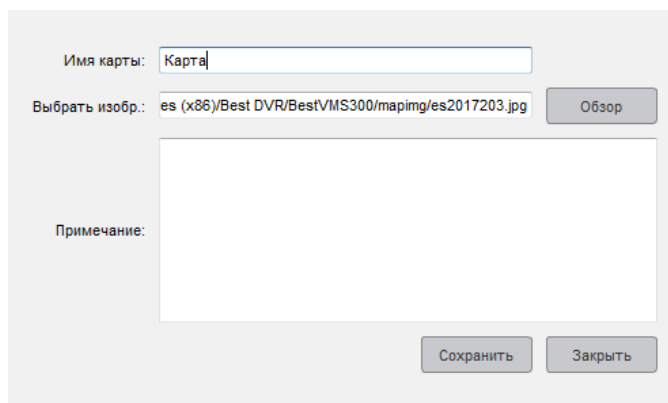 Имя карты: Карта
Выбрать изобр.: es (x86)/Best DVR/BestVMS300/mapimg/es2017203.jpg Обзор
Примечание:
Сохранить Закрыть